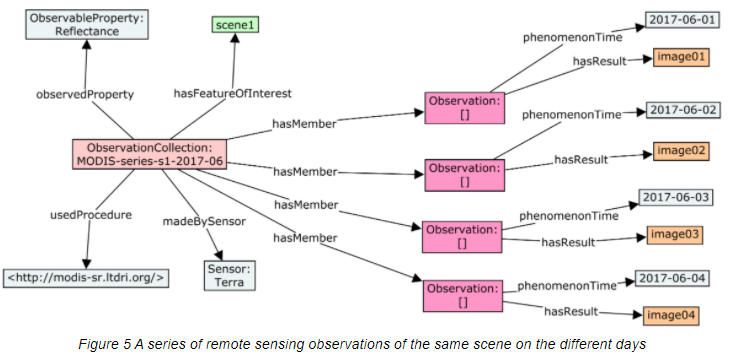 ObservableProperty:
Reflectance
scene1
2017-06-01
phenomenonTime
hasResult
image01
observedProperty
hasFeatureOfInterest
Observation:
[]
hasMember
2017-06-02
phenomenonTime
hasResult
image02
ObservationCollection:
MODIS-series-s1-2017-06
hasMember
Observation:
[]
2017-06-03
phenomenonTime
hasResult
image03
hasMember
Observation:
[]
usedProcedure
madeBySensor
hasMember
2017-06-04
phenomenonTime
hasResult
image04
Observation:
[]
<http://modis-sr.ltdri.org/>
Sensor:
Terra
Figure 5 A series of remote sensing observations of the same scene on the different days